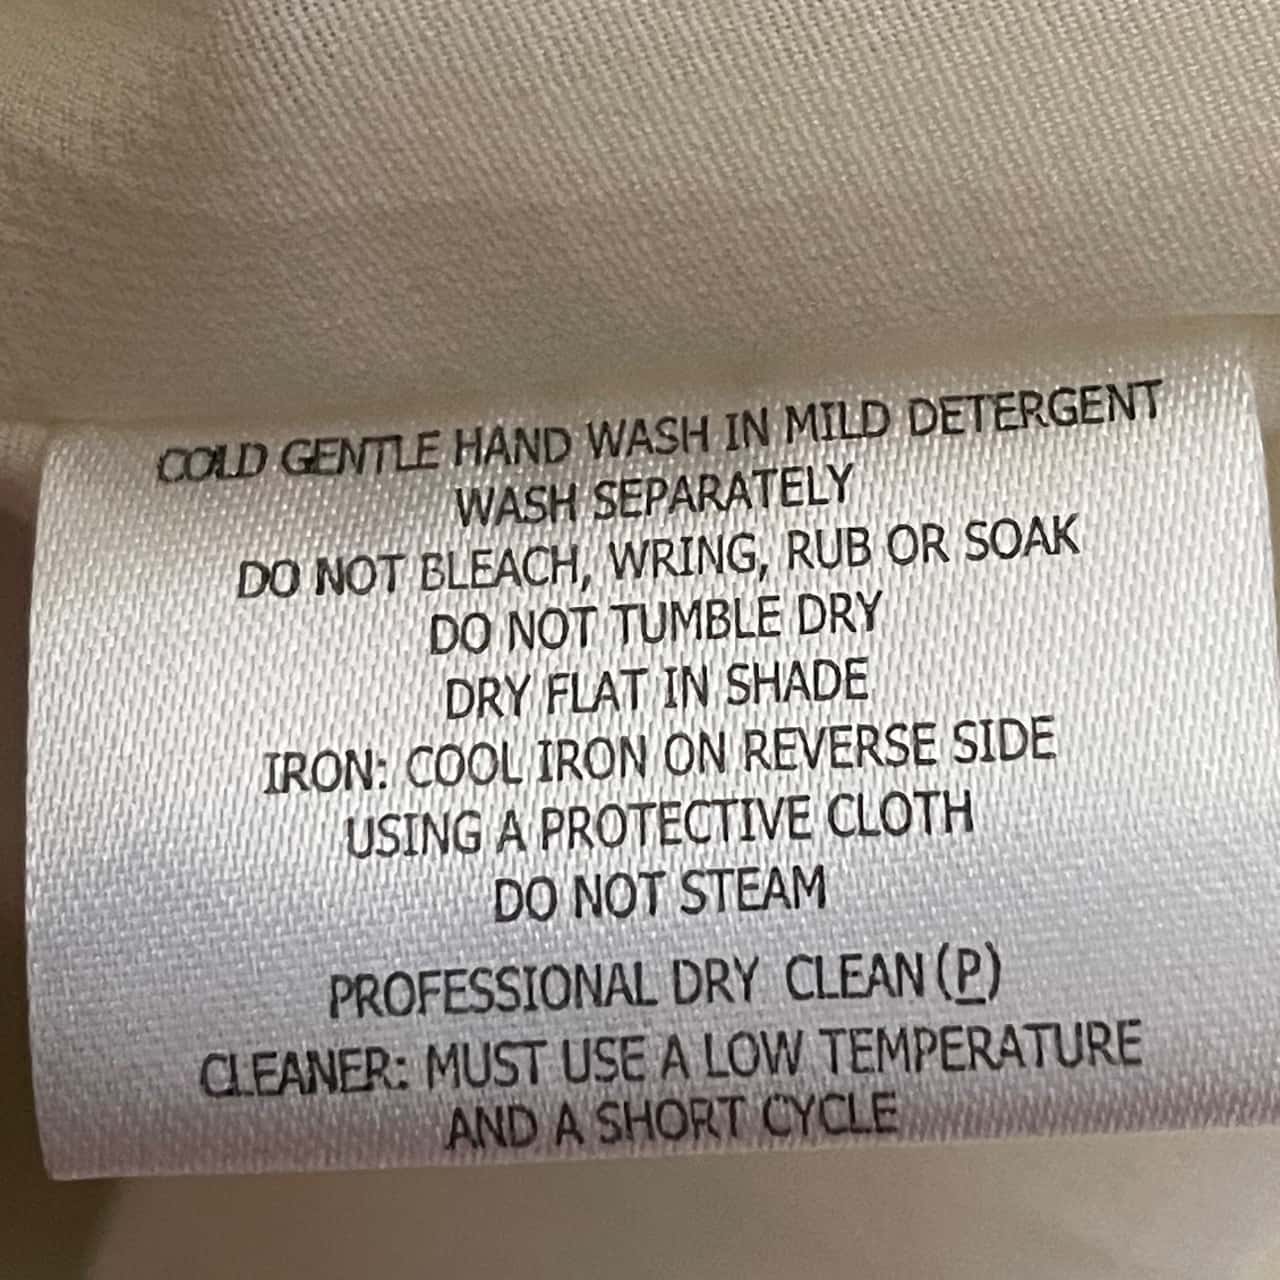 COLD GENTLE HAND WASH IN MILD DETERGENT
WASH SEPARATELY
DO NOT BLEACH, WRING, RUB OR SOAK
DO NOT TUMBLE DRY
DRY FLAT IN SHADE
IRON: COOL IRON ON REVERSE SIDE
USING A PROTECTIVE CLOTH
DO NOT STEAM
PROFESSIONAL DRY CLEAN (P)
CLEANER: MUST USE A LOW TEMPERATURE
AND A SHORT CYCLE